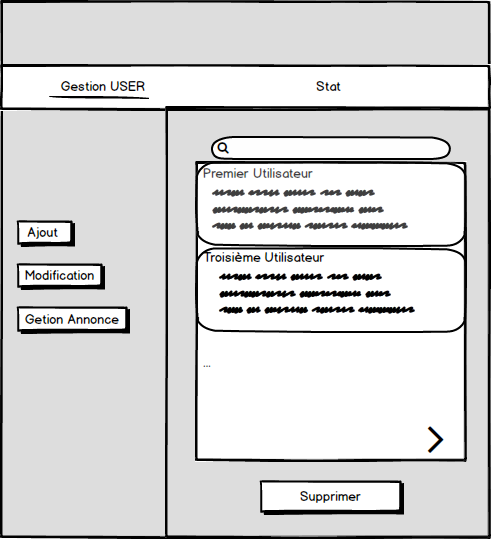 Gestion USER
Stat
Premier Utilisateur
Troisième Utilisateur
Ajout
Modification
Getion Annonce
...
Supprimer